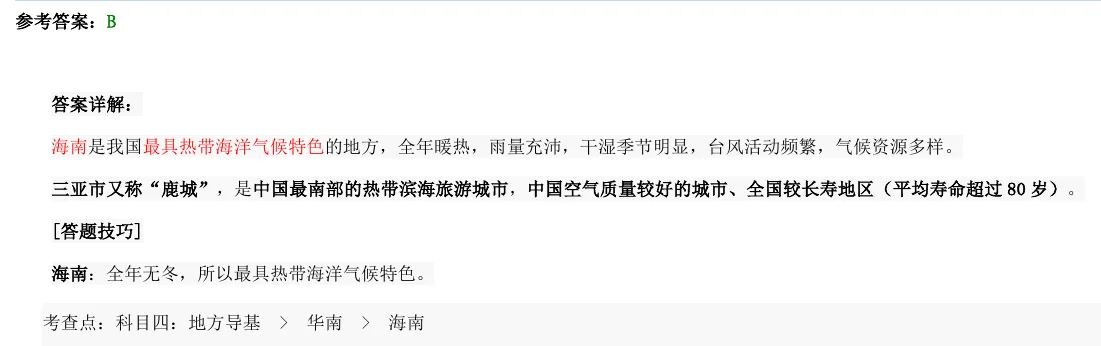 参考答案：B
答案详解：
海南是我国最具热带海洋气候特色的地方，全年暖热，雨量充沛，干湿季节明显，台风活动频繁，气候资源多样。
三亚市又称“鹿城”，是中国最南部的热带滨海旅游城市，中国空气质量较好的城市、全国较长寿地区（平均寿命超过 80 岁）。
[答题技巧]
海南：全年无冬，所以最具热带海洋气候特色。
考查点：科目四：地方导基 > 华南 > 海南